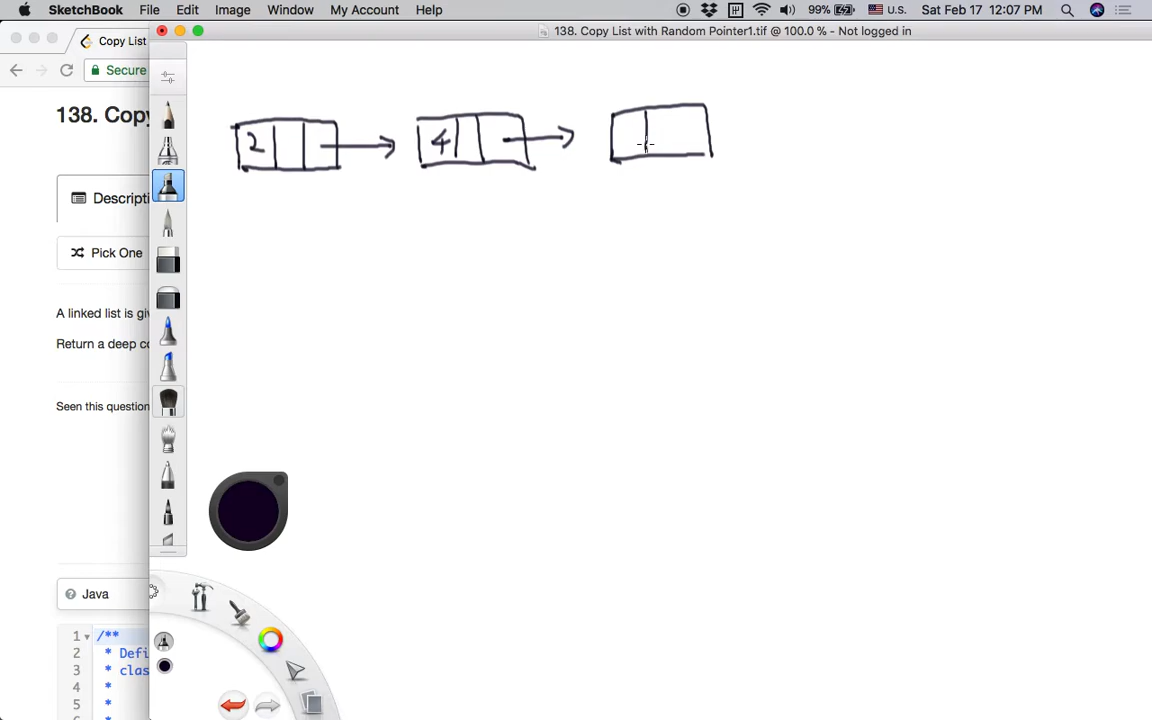 SketchBook File Edit Image Window My Account Help 99% U.S. Sat Feb 17 12:07 PM
Copy List
138. Copy List with Random Pointer1.tif @ 100.0 % - Not logged in
Secure
138. Copy
2 4
Descripti
Pick One
A linked list is giv
Return a deep co
Seen this question
Java
1 /**
2 * Defi
3 * clas
4 *
5 *
6 *